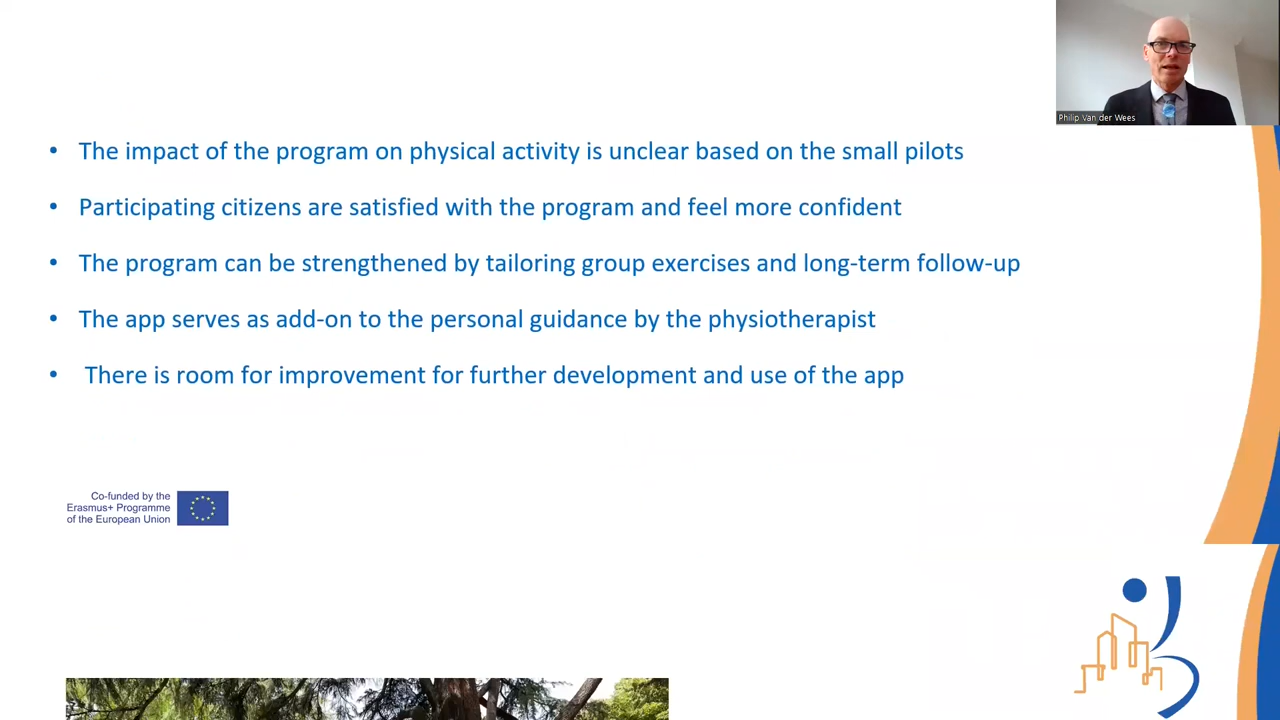 Philip Van der Wees
• The impact of the program on physical activity is unclear based on the small pilots
• Participating citizens are satisfied with the program and feel more confident
• The program can be strengthened by tailoring group exercises and long-term follow-up
• The app serves as add-on to the personal guidance by the physiotherapist
• There is room for improvement for further development and use of the app
Co-funded by the
Erasmus+ Programme
of the European Union